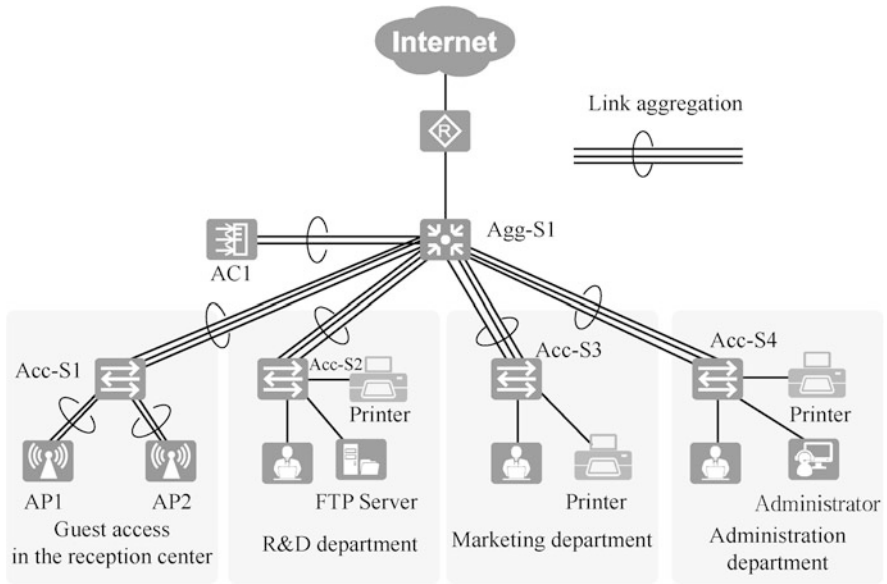 Internet
R
Link aggregation
Agg-S1
AC1
Acc-S1
Acc-S2
Acc-S3
Acc-S4
Printer
Printer
AP1
AP2
FTP Server
Printer
Administrator
Guest access
in the reception center
R&D department
Marketing department
Administration
department